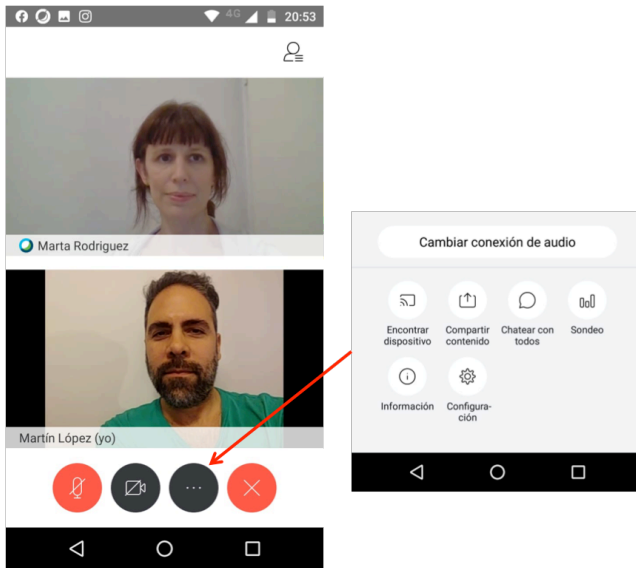 4G 20:53
Marta Rodriguez
Martín López (yo)
Cambiar conexión de audio
Encontrar dispositivo
Compartir contenido
Chatear con todos
Sondeo
Información
Configura-
ción